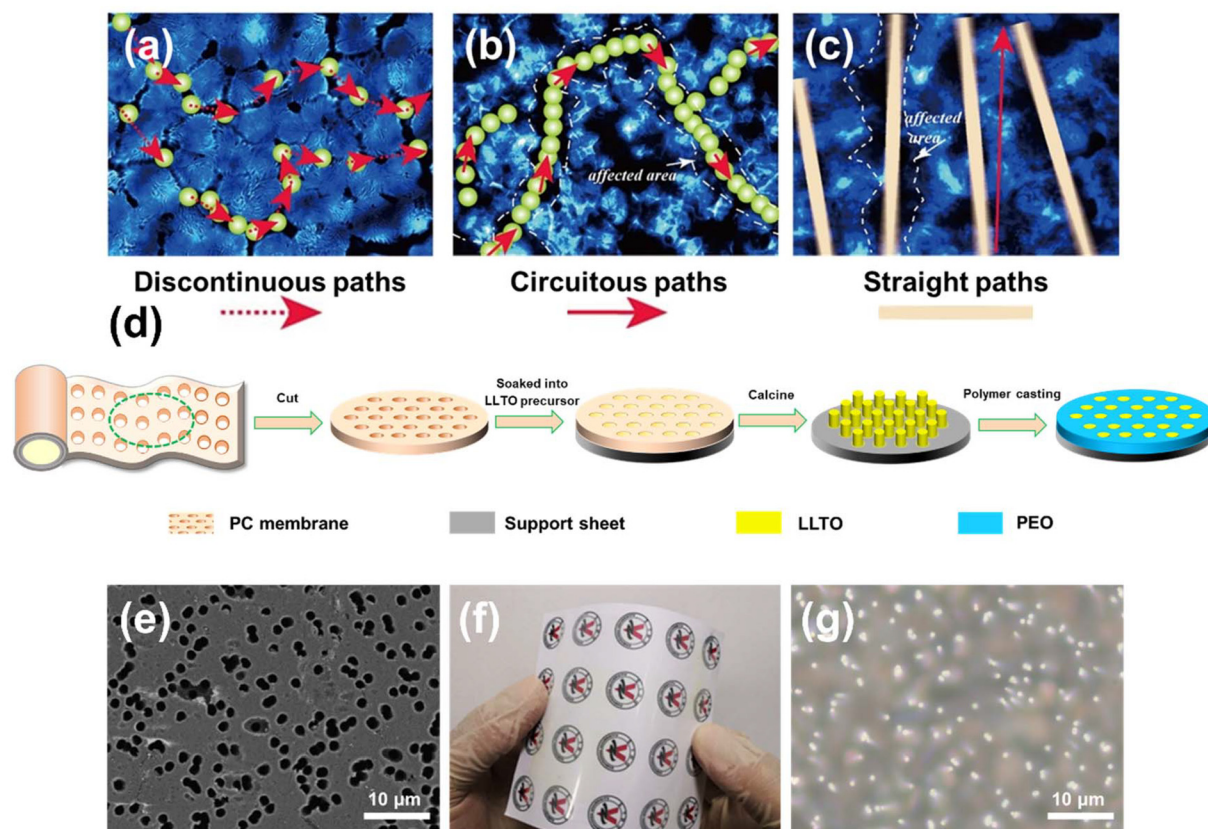 (a)
(b)
(c)
affected area
affected
area
Discontinuous paths
Circuitous paths
Straight paths
(d)
Cut
Soaked into
LLTO precursor
Calcine
Polymer casting
PC membrane
Support sheet
LLTO
PEO
(e)
(f)
(g)
10 μm
10 μm